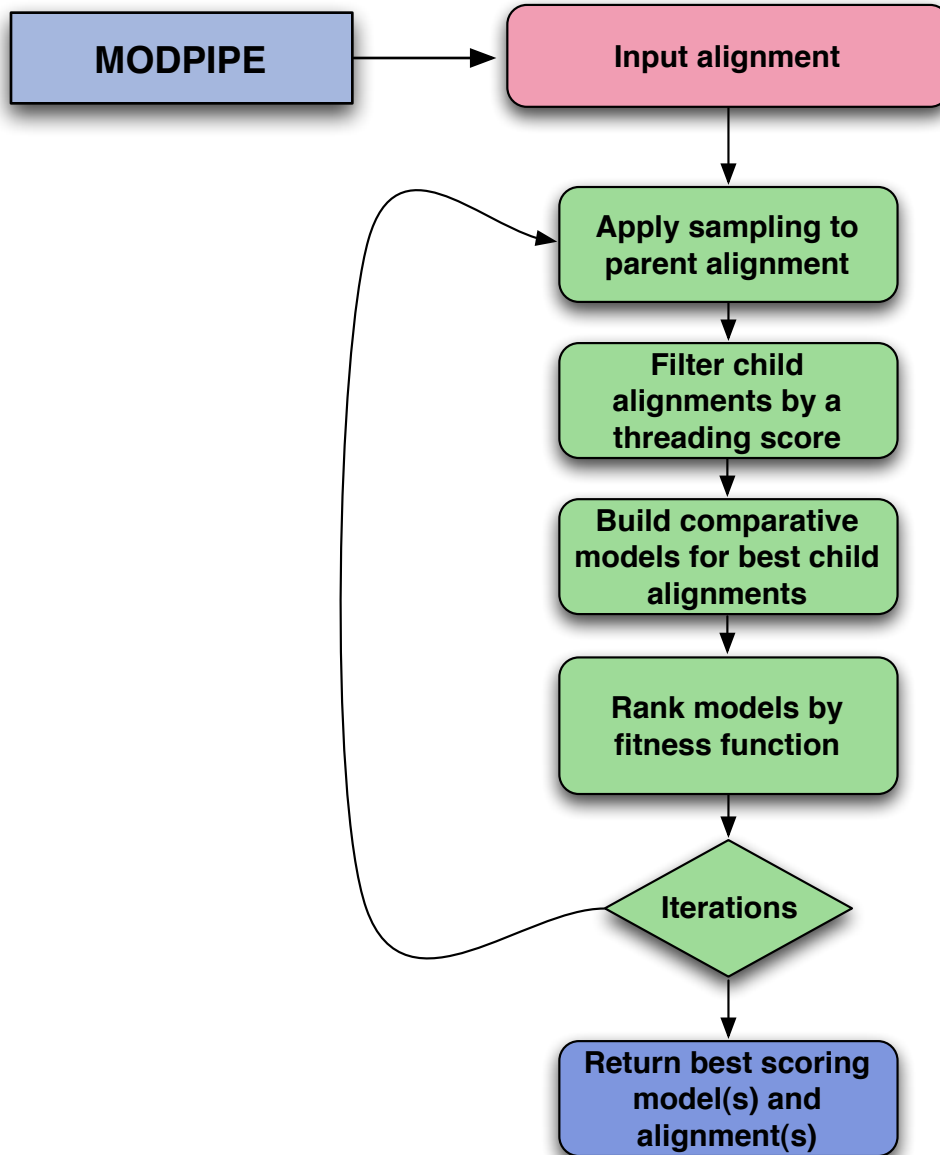 MODPIPE
Input alignment
Apply sampling to
parent alignment
Filter child
alignments by a
threading score
Build comparative
models for best child
alignments
Rank models by
fitness function
Iterations
Return best scoring
model(s) and
alignment(s)